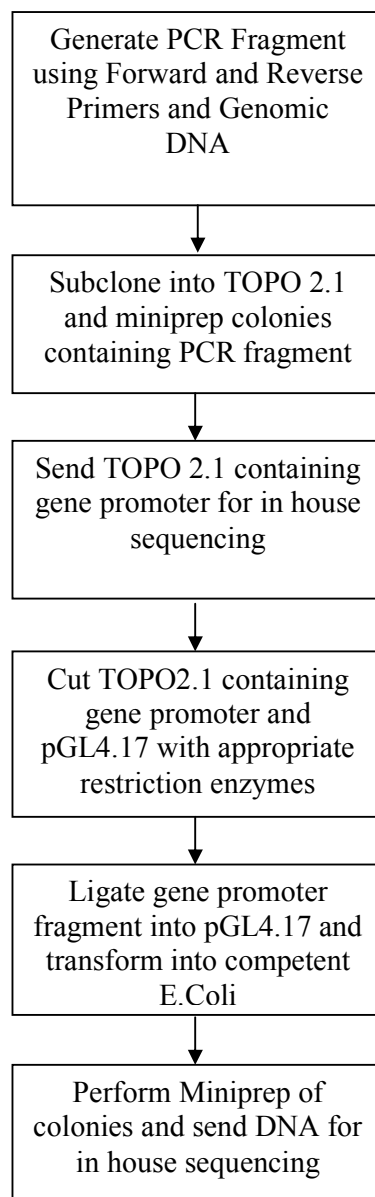 Generate PCR Fragment
using Forward and Reverse
Primers and Genomic
DNA
Subclone into TOPO 2.1
and miniprep colonies
containing PCR fragment
Send TOPO 2.1 containing
gene promoter for in house
sequencing
Cut TOPO2.1 containing
gene promoter and
pGL4.17 with appropriate
restriction enzymes
Ligate gene promoter
fragment into pGL4.17 and
transform into competent
E.Coli
Perform Miniprep of
colonies and send DNA for
in house sequencing